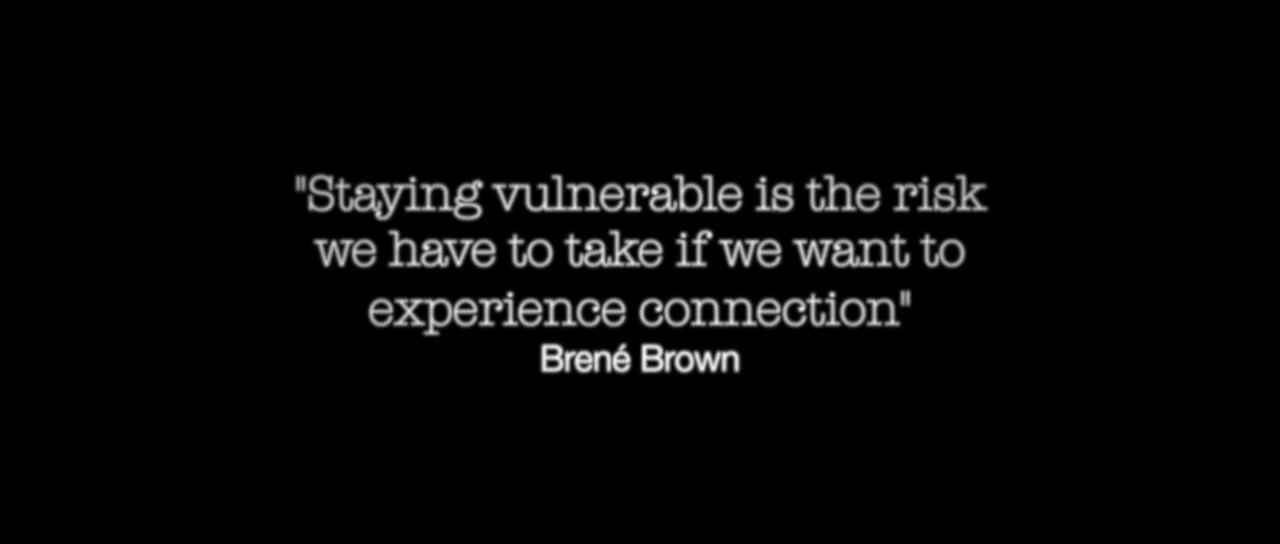 "Staying vulnerable is the risk
we have to take if we want to
experience connection"
Brené Brown